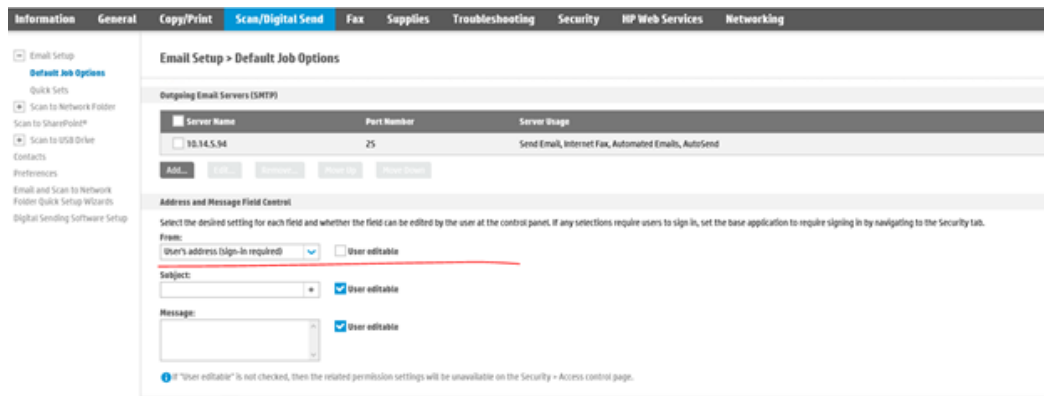 Information General Copy/Print Scan/Digital Send Fax Supplies Troubleshooting Security HP Web Services Networking
Email Setup
Default Job Options
Quick Sets
Scan to Network Folder
Scan to SharePoint®
Scan to USB Drive
Contacts
Preferences
Email and Scan to Network
Folder Quick Setup Wizards
Digital Sending Software Setup
Email Setup > Default Job Options
Outgoing Email Servers (SMTP)
Server Name Port Number Server Usage
10.14.5.94 25 Send Email, Internet Fax, Automated Emails, AutoSend
Add... Edit... Remove... Move Up Move Down
Address and Message Field Control
Select the desired setting for each field and whether the field can be edited by the user at the control panel. If any selections require users to sign in, set the base application to require signing in by navigating to the Security tab.
From:
User's address (sign-in required) User editable
Subject:
User editable
Message:
User editable
If "User editable" is not checked, then the related permission settings will be unavailable on the Security > Access control page.